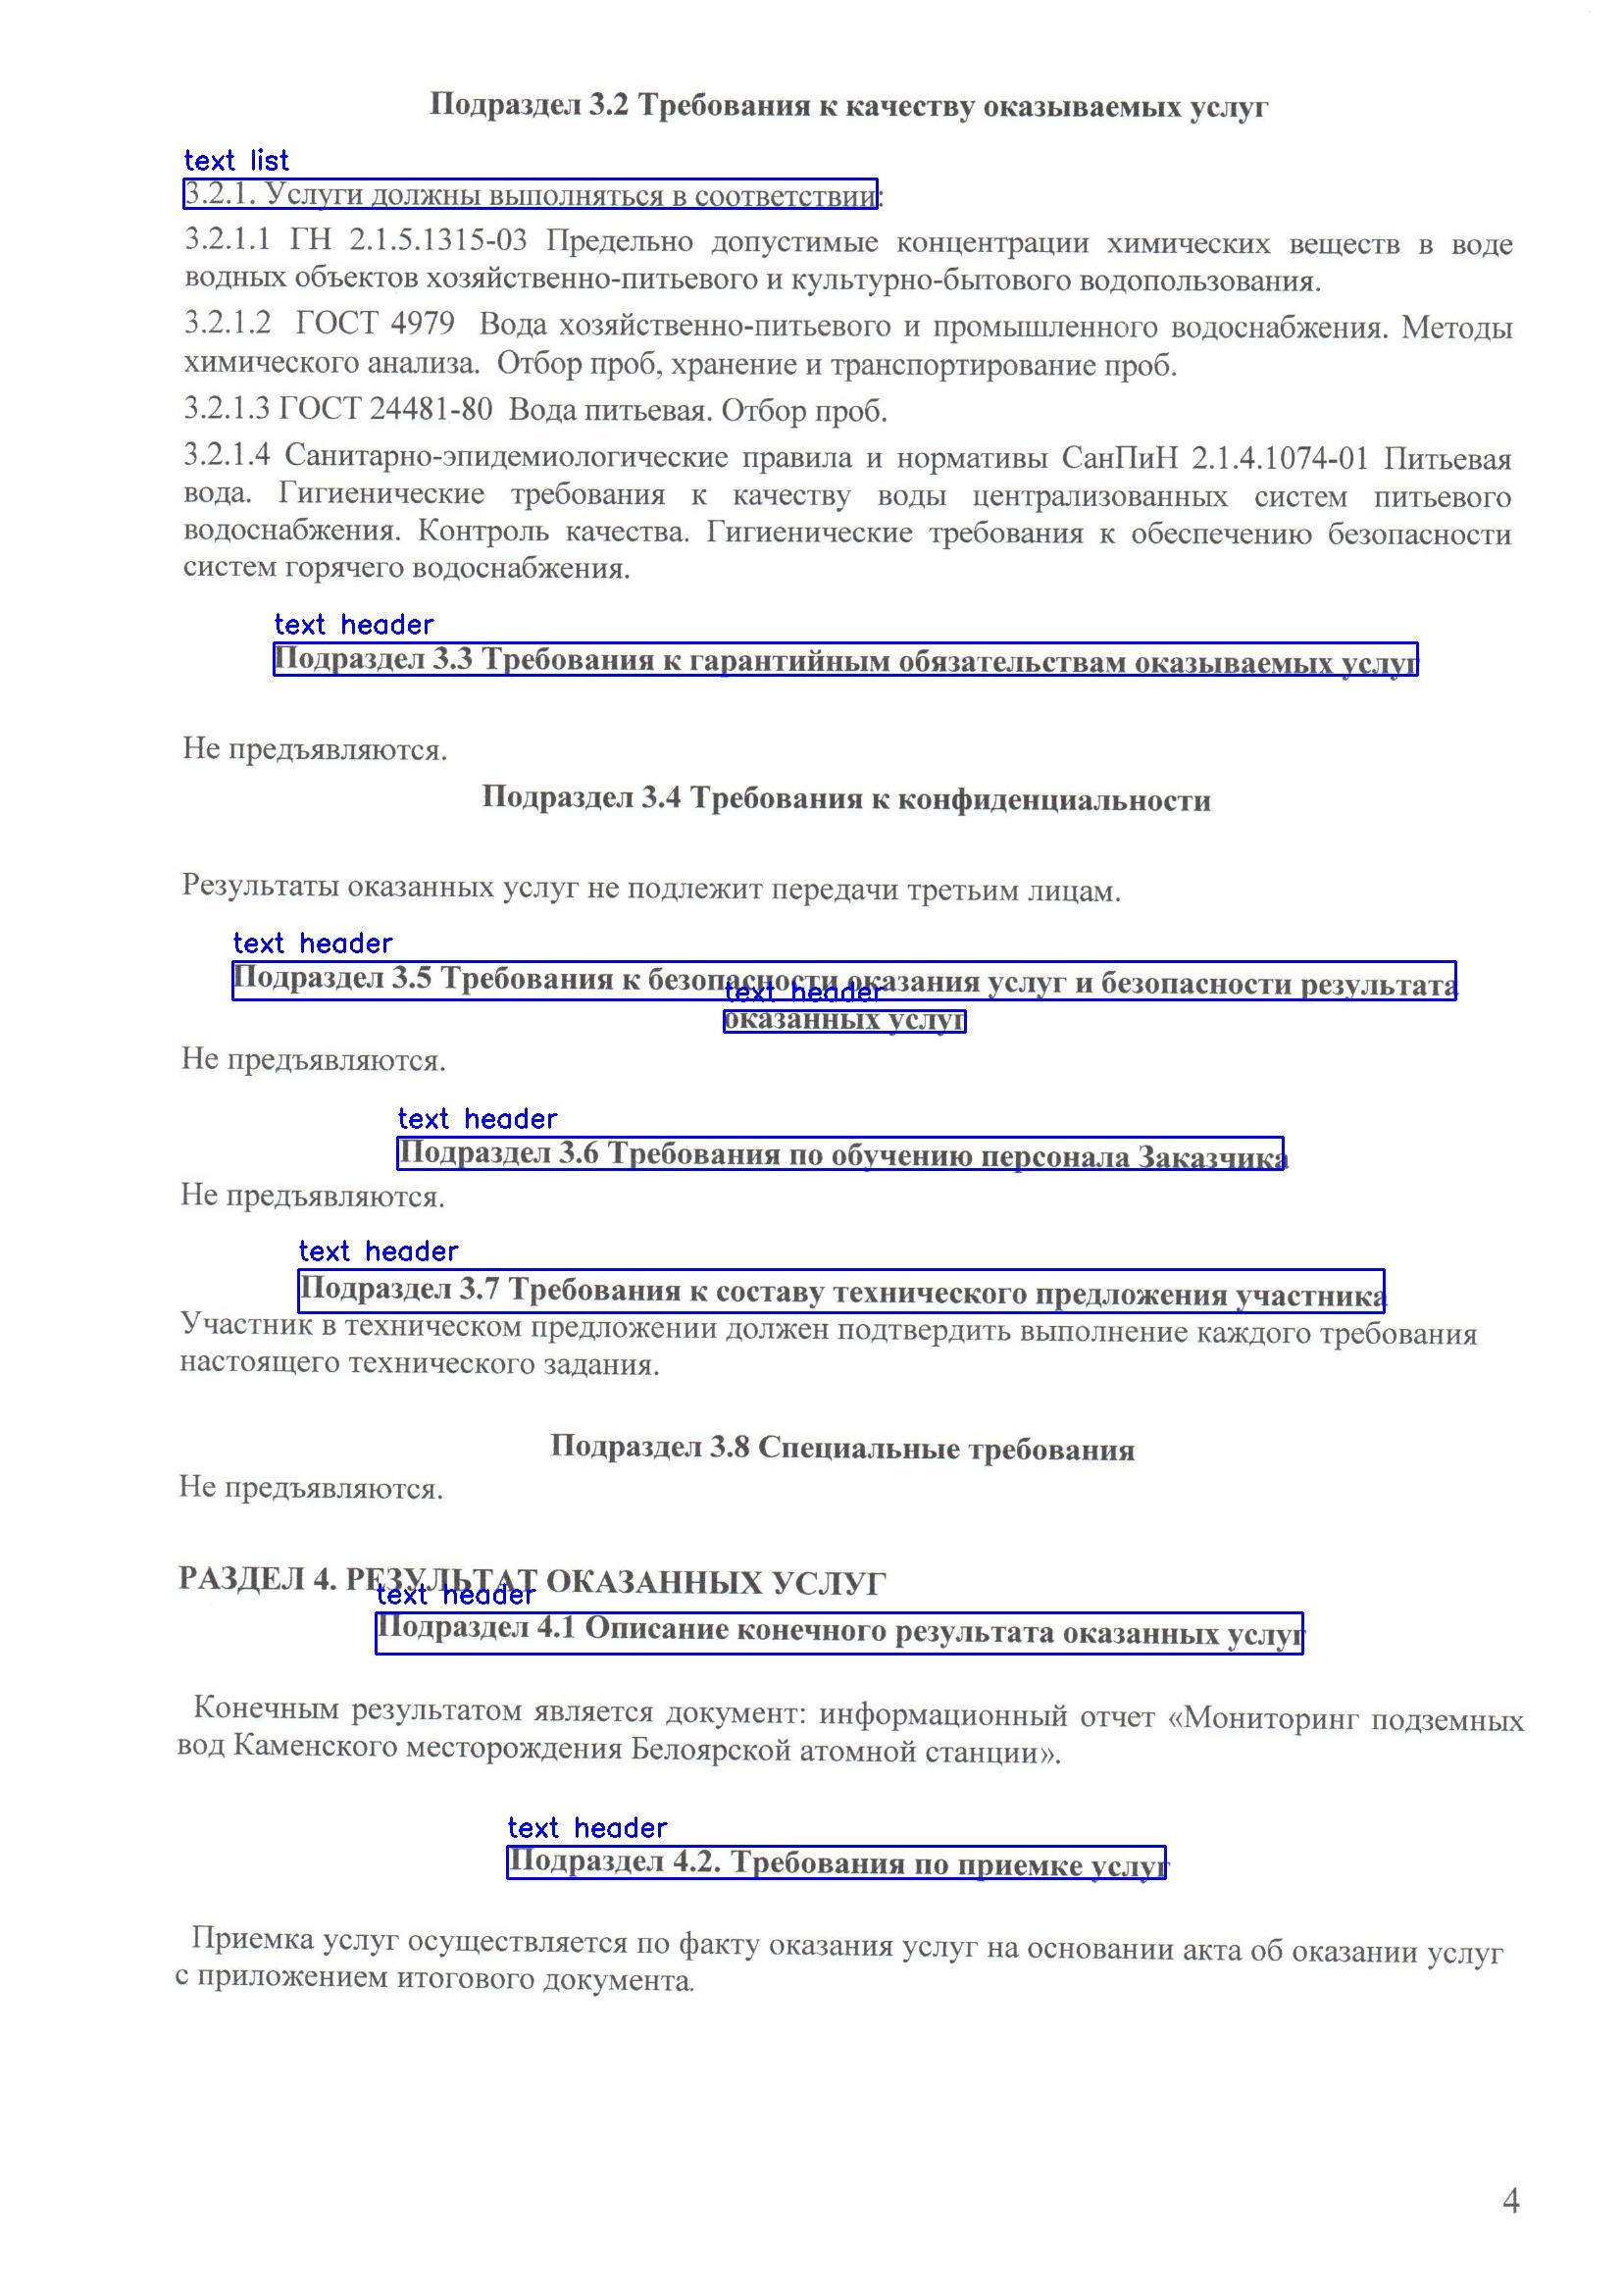 Подраздел 3.2 Требования к качеству оказываемых услуг
text list
3.2.1. Услуги должны выполняться в соответствии:
3.2.1.1 ГН 2.1.5.1315-03 Предельно допустимые концентрации химических веществ в воде
водных объектов хозяйственно-питьевого и культурно-бытового водопользования.
3.2.1.2 ГОСТ 4979 Вода хозяйственно-питьевого и промышленного водоснабжения. Методы
химического анализа. Отбор проб, хранение и транспортирование проб.
3.2.1.3 ГОСТ 24481-80 Вода питьевая. Отбор проб.
3.2.1.4 Санитарно-эпидемиологические правила и нормативы СанПиН 2.1.4.1074-01 Питьевая
вода. Гигиенические требования к качеству воды централизованных систем питьевого
водоснабжения. Контроль качества. Гигиенические требования к обеспечению безопасности
систем горячего водоснабжения.
text header
Подраздел 3.3 Требования к гарантийным обязательствам оказываемых услуг
Не предъявляются.
Подраздел 3.4 Требования к конфиденциальности
Результаты оказанных услуг не подлежит передачи третьим лицам.
text header
Подраздел 3.5 Требования к безопасности оказания услуг и безопасности результата
text header
оказанных услуг
Не предъявляются.
text header
Подраздел 3.6 Требования по обучению персонала Заказчика
Не предъявляются.
text header
Подраздел 3.7 Требования к составу технического предложения участника
Участник в техническом предложении должен подтвердить выполнение каждого требования
настоящего технического задания.
Подраздел 3.8 Специальные требования
Не предъявляются.
РАЗДЕЛ 4. РЕЗУЛЬТАТ ОКАЗАННЫХ УСЛУГ
text header
Подраздел 4.1 Описание конечного результата оказанных услуг
Конечным результатом является документ: информационный отчет «Мониторинг подземных
вод Каменского месторождения Белоярской атомной станции».
text header
Подраздел 4.2. Требования по приемке услуг
Приемка услуг осуществляется по факту оказания услуг на основании акта об оказании услуг
с приложением итогового документа.
4